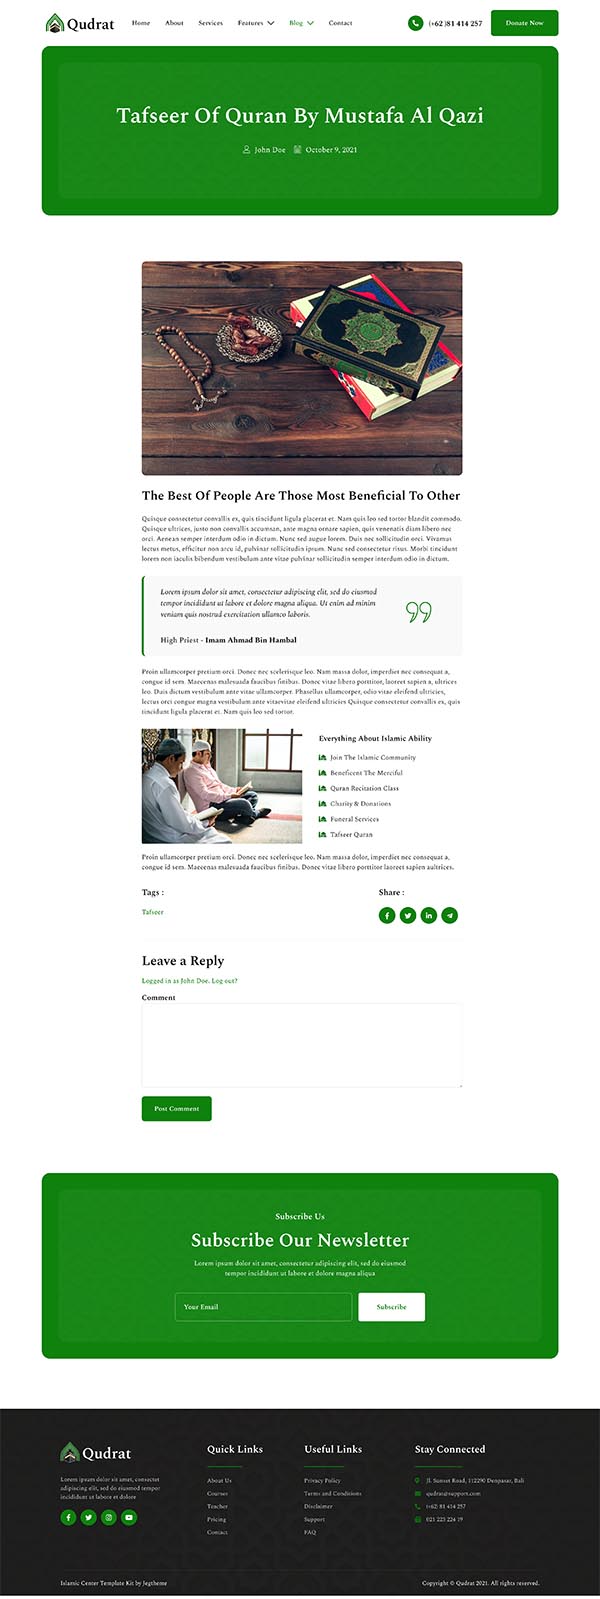 Qudrat
Home About Services Features Blog Contact
(+62 )81 414 257
Donate Now
Tafseer Of Quran By Mustafa Al Qazi
John Doe October 9, 2021
The Best Of People Are Those Most Beneficial To Other
Quisque consectetur convallis ex, quis tincidunt ligula placerat et. Nam quis leo sed tortor blandit commodo.
Quisque ultrices, justo non convallis accumsan, ante magna ornare sapien, quis venenatis diam libero nec
orci. Aenean semper interdum odio in dictum. Nunc sed augue lorem. Duis nec sollicitudin orci. Vivamus
lectus metus, efficitur non arcu id, pulvinar sollicitudin ipsum. Nunc sed consectetur risus. Morbi tincidunt
lorem non iaculis bibendum vestibulum ante vitae pulvinar sollicitudin semper interdum odio in dictum.
Lorem ipsum dolor sit amet, consectetur adipiscing elit, sed do eiusmod
tempor incididunt ut labore et dolore magna aliqua. Ut enim ad minim
veniam quis nostrud exercitation ullamco laboris.
High Priest - Imam Ahmad Bin Hambal
Proin ullamcorper pretium orci. Donec nec scelerisque leo. Nam massa dolor, imperdiet nec consequat a,
congue id sem. Maecenas malesuada faucibus finibus. Donec vitae libero porttitor, laoreet sapien a, ultrices
leo. Duis dictum vestibulum ante vitae ullamcorper. Phasellus ullamcorper, odio vitae eleifend ultricies,
lectus orci congue magna vestibulum ante vitaevitae eleifend ultricies Quisque consectetur convallis ex, quis
tincidunt ligula placerat et. Nam quis leo sed tortor.
Everything About Islamic Ability
Join The Islamic Community
Beneficent The Merciful
Quran Recitation Class
Charity & Donations
Funeral Services
Tafseer Quran
Proin ullamcorper pretium orci. Donec nec scelerisque leo. Nam massa dolor, imperdiet nec consequat a,
congue id sem. Maecenas malesuada faucibus finibus. Donec vitae libero porttitor laoreet sapien aultrices.
Tags :
Tafseer
Share :
Leave a Reply
Logged in as John Doe. Log out?
Comment
Post Comment
Subscribe Us
Subscribe Our Newsletter
Lorem ipsum dolor sit amet, consectetur adipiscing elit, sed do eiusmod
tempor incididunt ut labore et dolore magna aliqua
Your Email
Subscribe
Qudrat
Lorem ipsum dolor sit amet, consectet
adipiscing elit, sed do eiusmod tempor
incididunt ut labore et dolore
Quick Links
About Us
Courses
Teacher
Pricing
Contact
Useful Links
Privacy Policy
Terms and Conditions
Disclaimer
Support
FAQ
Stay Connected
Jl. Sunset Road, 112290 Denpasar, Bali
qudrat@support.com
(+62) 81 414 257
021 223 224 19
Islamic Center Template Kit by Jegtheme
Copyright © Qudrat 2021. All rights reserved.